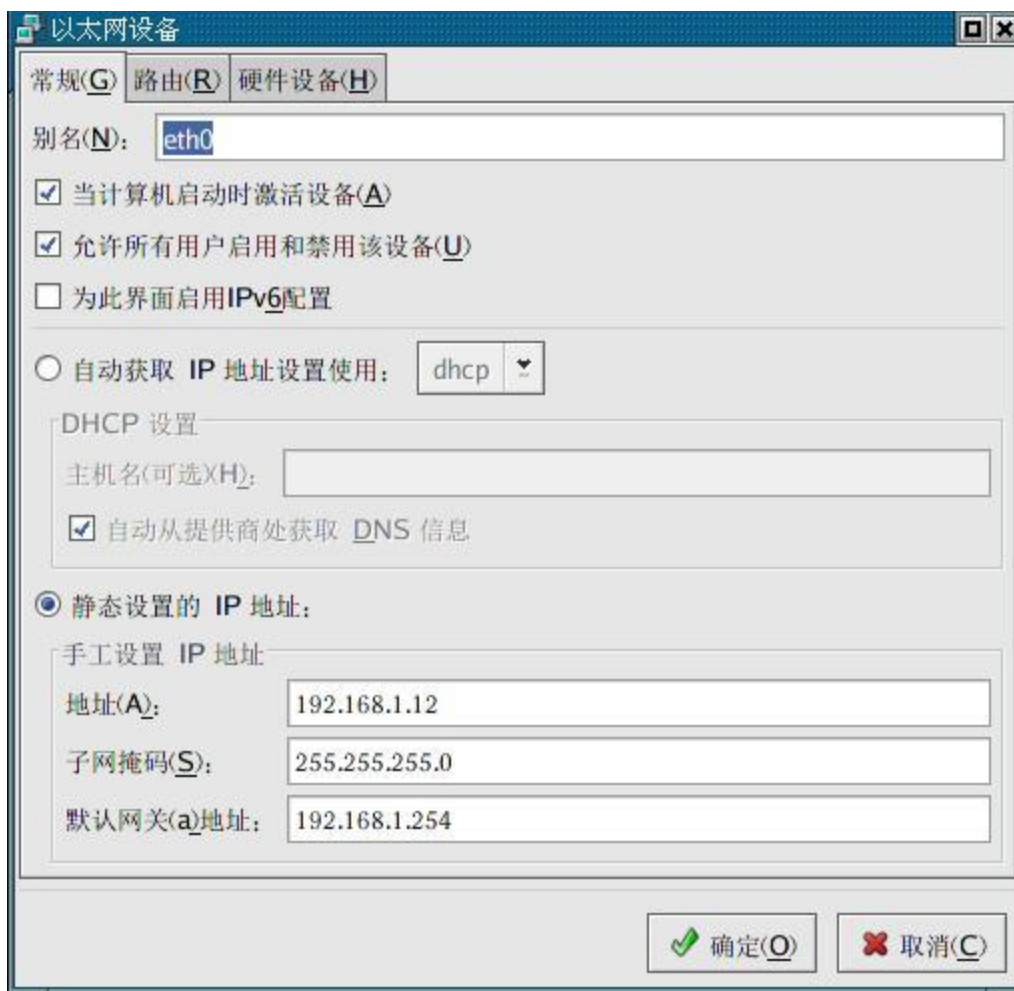 以太网设备
常规(G) 路由(R) 硬件设备(H)
别名(N): eth0
当计算机启动时激活设备(A)
允许所有用户启用和禁用该设备(U)
为此界面启用IPv6配置
自动获取 IP 地址设置使用: dhcp
DHCP 设置
主机名(可选)(H):
自动从提供商处获取 DNS 信息
静态设置的 IP 地址:
手工设置 IP 地址
地址(A): 192.168.1.12
子网掩码(S): 255.255.255.0
默认网关(a)地址: 192.168.1.254
确定(O) 取消(C)